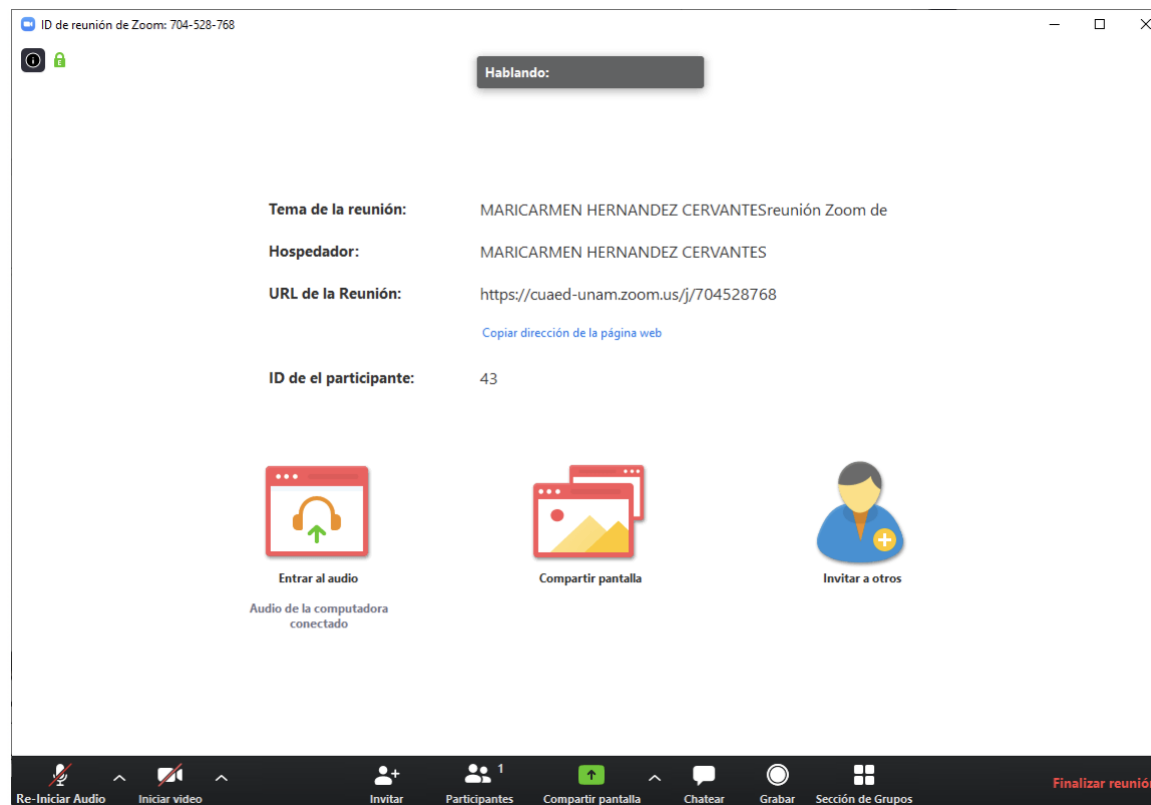 ID de reunión de Zoom: 704-528-768
Hablando:
Tema de la reunión: MARICARMEN HERNANDEZ CERVANTESreunión Zoom de
Hospedador: MARICARMEN HERNANDEZ CERVANTES
URL de la Reunión: https://cuaed-unam.zoom.us/j/704528768
Copiar dirección de la página web
ID de el participante: 43
Entrar al audio
Audio de la computadora
conectado
Compartir pantalla
Invitar a otros
1
Re-Iniciar Audio Iniciar video Invitar Participantes Compartir pantalla Chatear Grabar Sección de Grupos Finalizar reunión